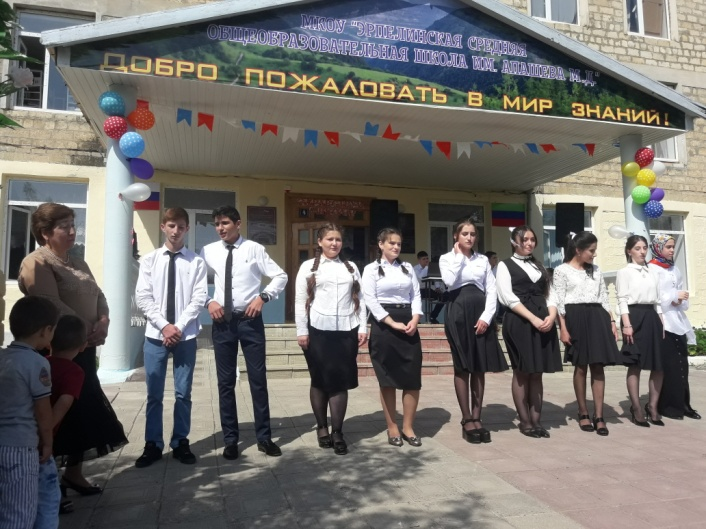 МКОУ "ЭРПЕЛИНСКАЯ СРЕДНЯЯ
ОБЩЕОБРАЗОВАТЕЛЬНАЯ ШКОЛА ИМ. АПАШЕВА М.Д."
ДОБРО ПОЖАЛОВАТЬ В МИР ЗНАНИЙ!